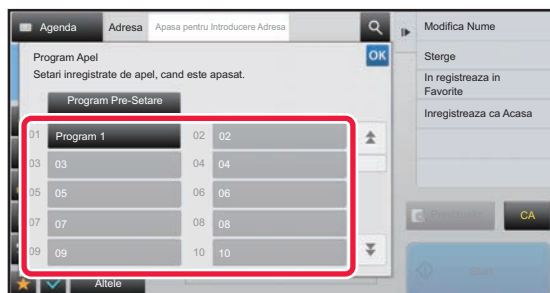 Agenda
Adresa
Apasa pentru Introducere Adresa
Modifica Nume
Program Apel
OK
Sterge
Setari inregistrate de apel, cand este apasat.
In registreaza in
Favorite
Program Pre-Setare
Inregistreaza ca Acasa
01 Program 1
02 02
03 03
04 04
05 05
06 06
07 07
08 08
CA
09 09
10 10
Altele
Start